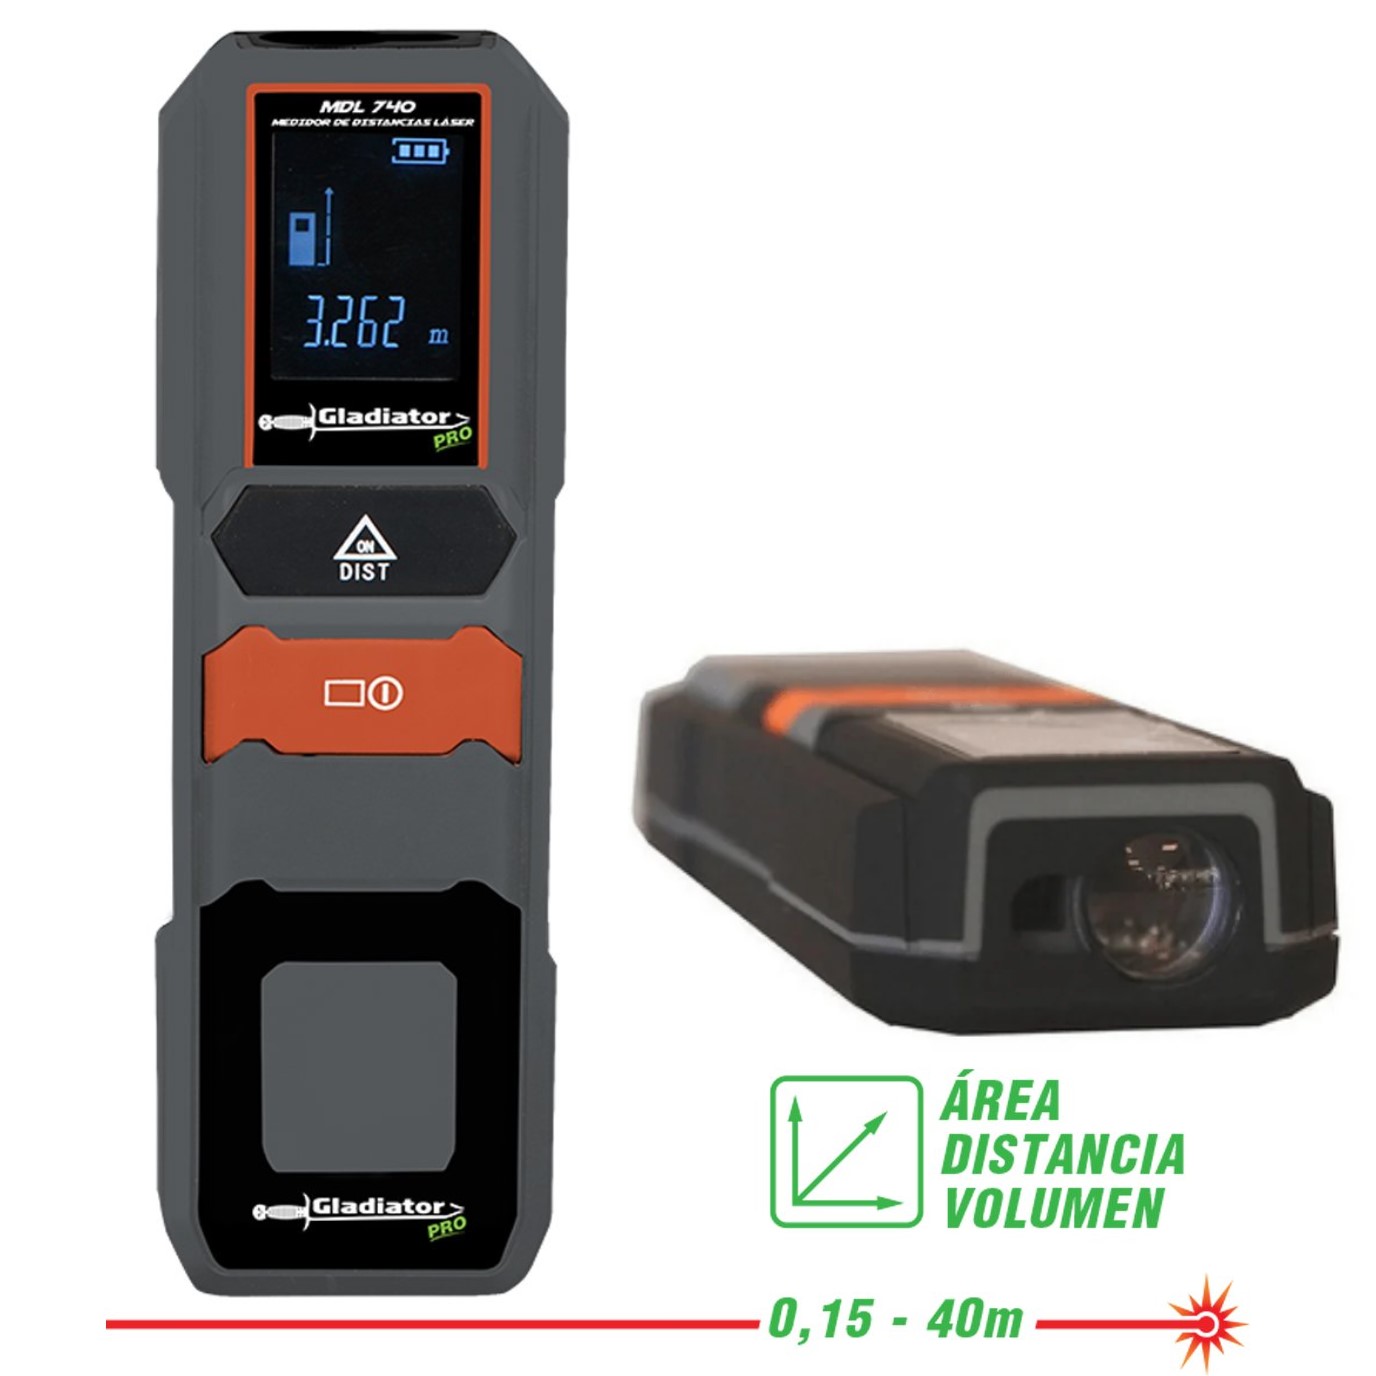 MDL 740
MEDIDOR DE DISTANCIAS LÁSER
3.262 m
Gladiator
PRO
ON
DIST
Gladiator
PRO
ÁREA
DISTANCIA
VOLUMEN
0,15 - 40m